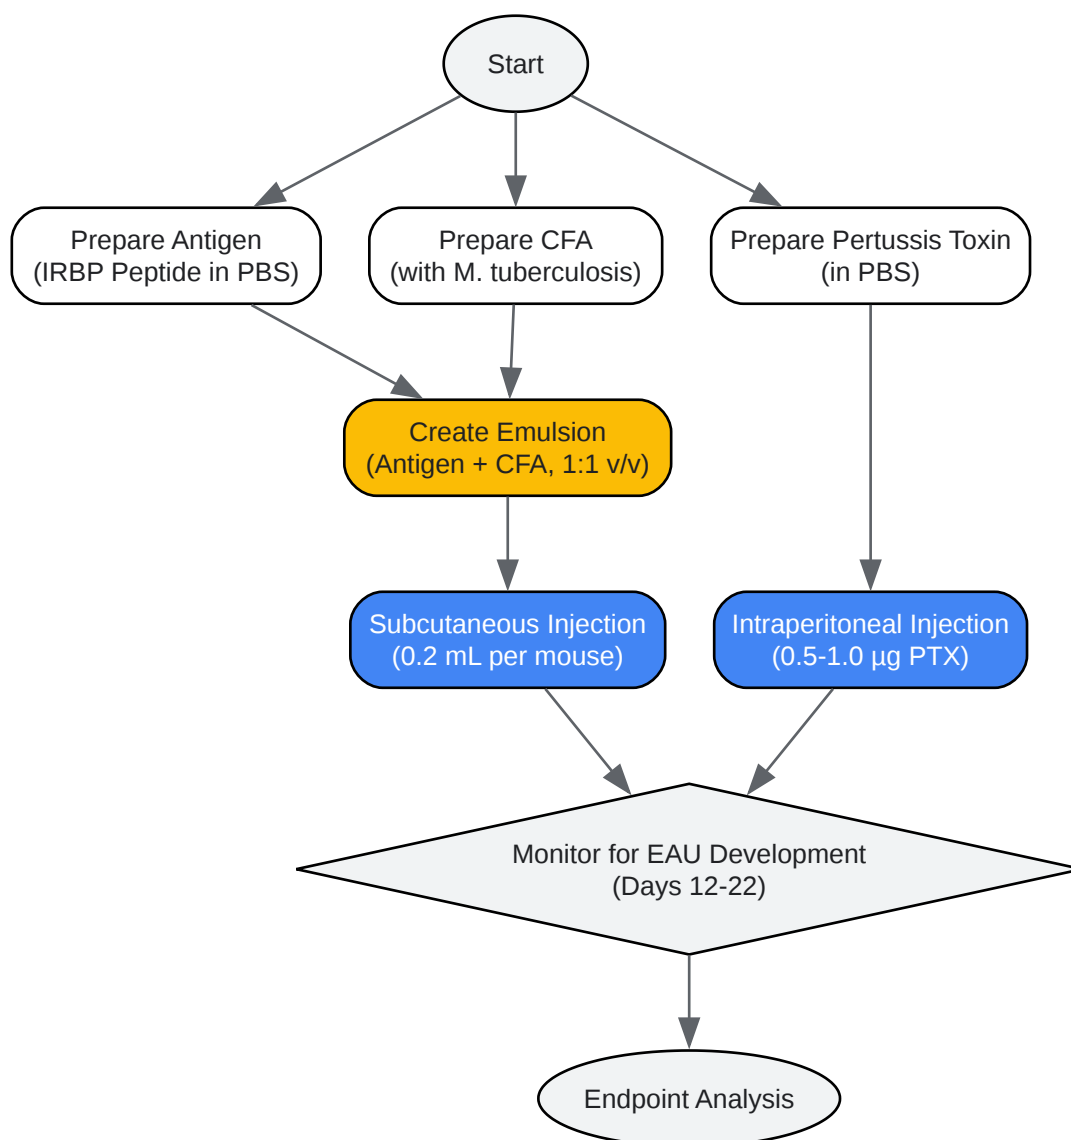 Start
Prepare Antigen
(IRBP Peptide in PBS)
Prepare CFA
(with M. tuberculosis)
Prepare Pertussis Toxin
(in PBS)
Create Emulsion
(Antigen + CFA, 1:1 v/v)
Subcutaneous Injection
(0.2 mL per mouse)
Intraperitoneal Injection
(0.5-1.0 µg PTX)
Monitor for EAU Development
(Days 12-22)
Endpoint Analysis